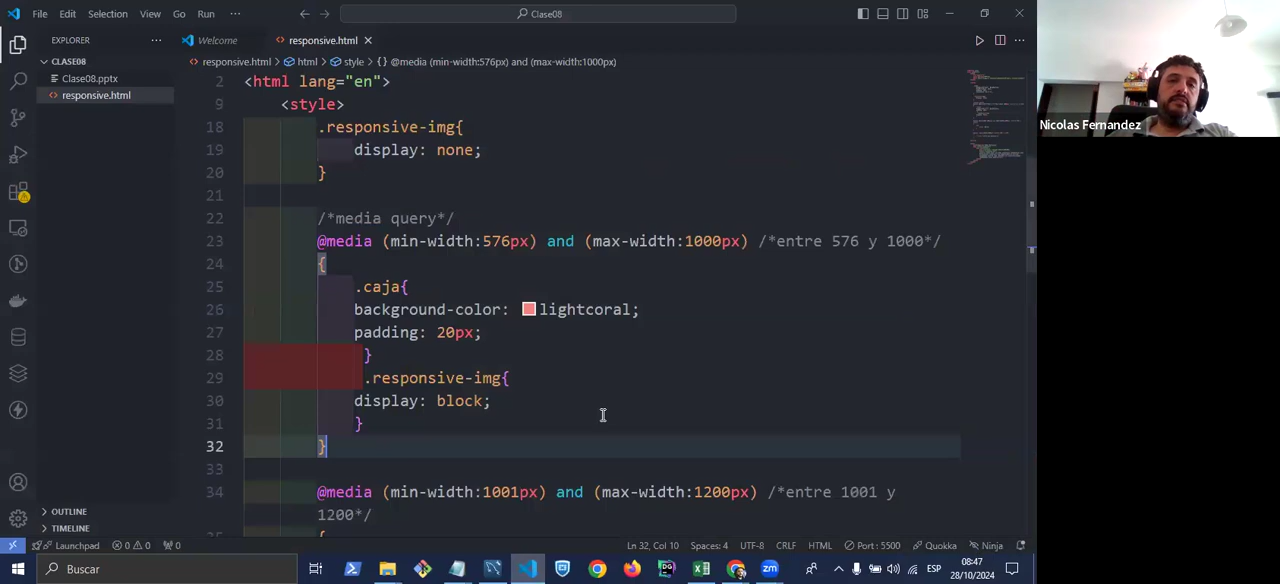 File Edit Selection View Go Run ···
Clase08
EXPLORER ···
Welcome
responsive.html
CLASE08
Clase08.pptx
responsive.html
responsive.html > html > style > {} @media (min-width:576px) and (max-width:1000px)
2 <html lang="en">
9 <style>
18 .responsive-img{
19 display: none;
20 }
21
22 /*media query*/
23 @media (min-width:576px) and (max-width:1000px) /*entre 576 y 1000*/
24 {
25 .caja{
26 background-color: lightcoral;
27 padding: 20px;
28 }
29 .responsive-img{
30 display: block;
31 }
32 }
33
34 @media (min-width:1001px) and (max-width:1200px) /*entre 1001 y
1200*/
35 {
OUTLINE
TIMELINE
Launchpad 0 0 0
Ln 32, Col 10 Spaces: 4 UTF-8 CRLF HTML Port : 5500 Quokka Ninja
Buscar
zm
ESP
08:47
28/10/2024
Nicolas Fernandez